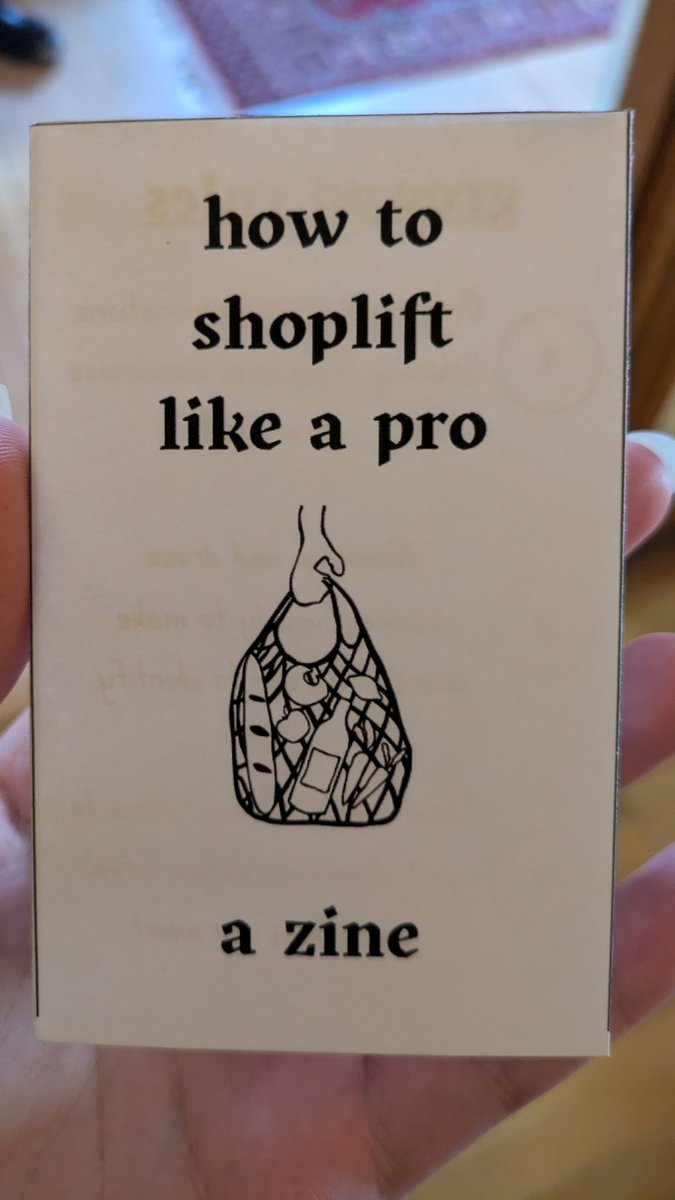 how to
shoplift
like a pro
a zine